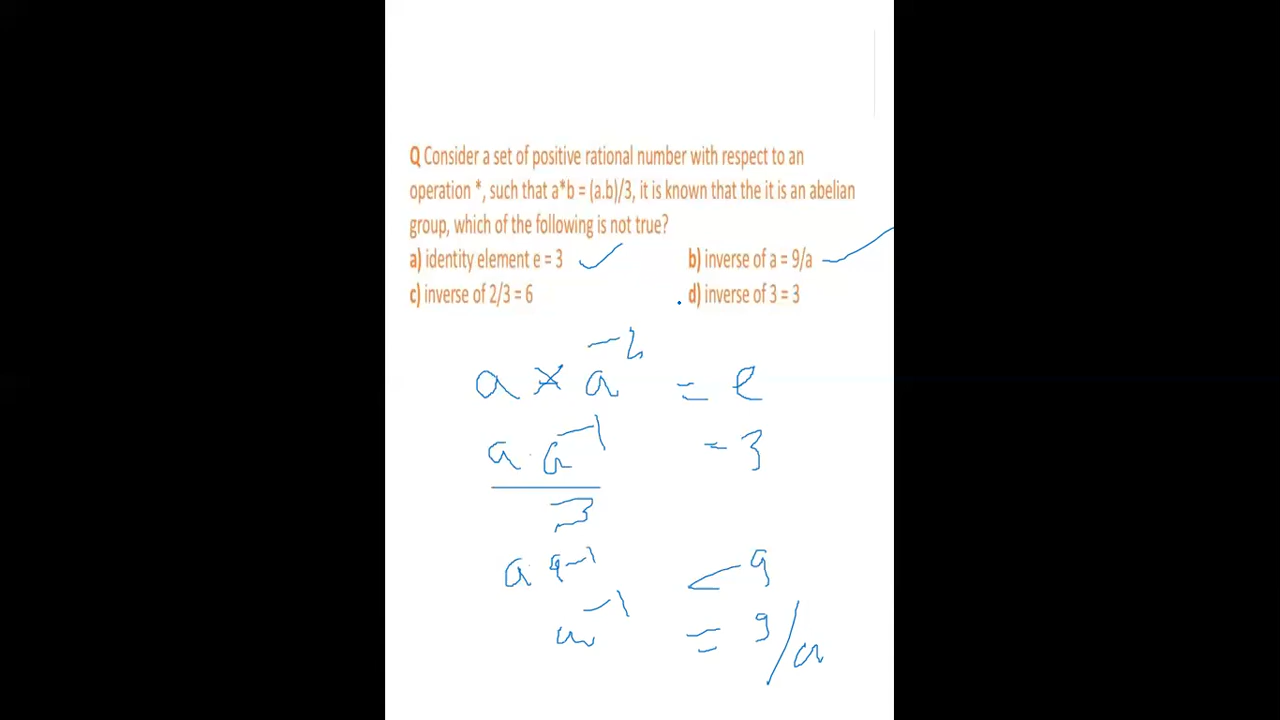 Q Consider a set of positive rational number with respect to an
operation *, such that a*b = (a.b)/3, it is known that the it is an abelian
group, which of the following is not true?
a) identity element e = 3 b) inverse of a = 9/a
c) inverse of 2/3 = 6 d) inverse of 3 = 3
a * a⁻¹ = e
a . a⁻¹ = 3
3
a a⁻¹ = 9
a⁻¹ = 9/a